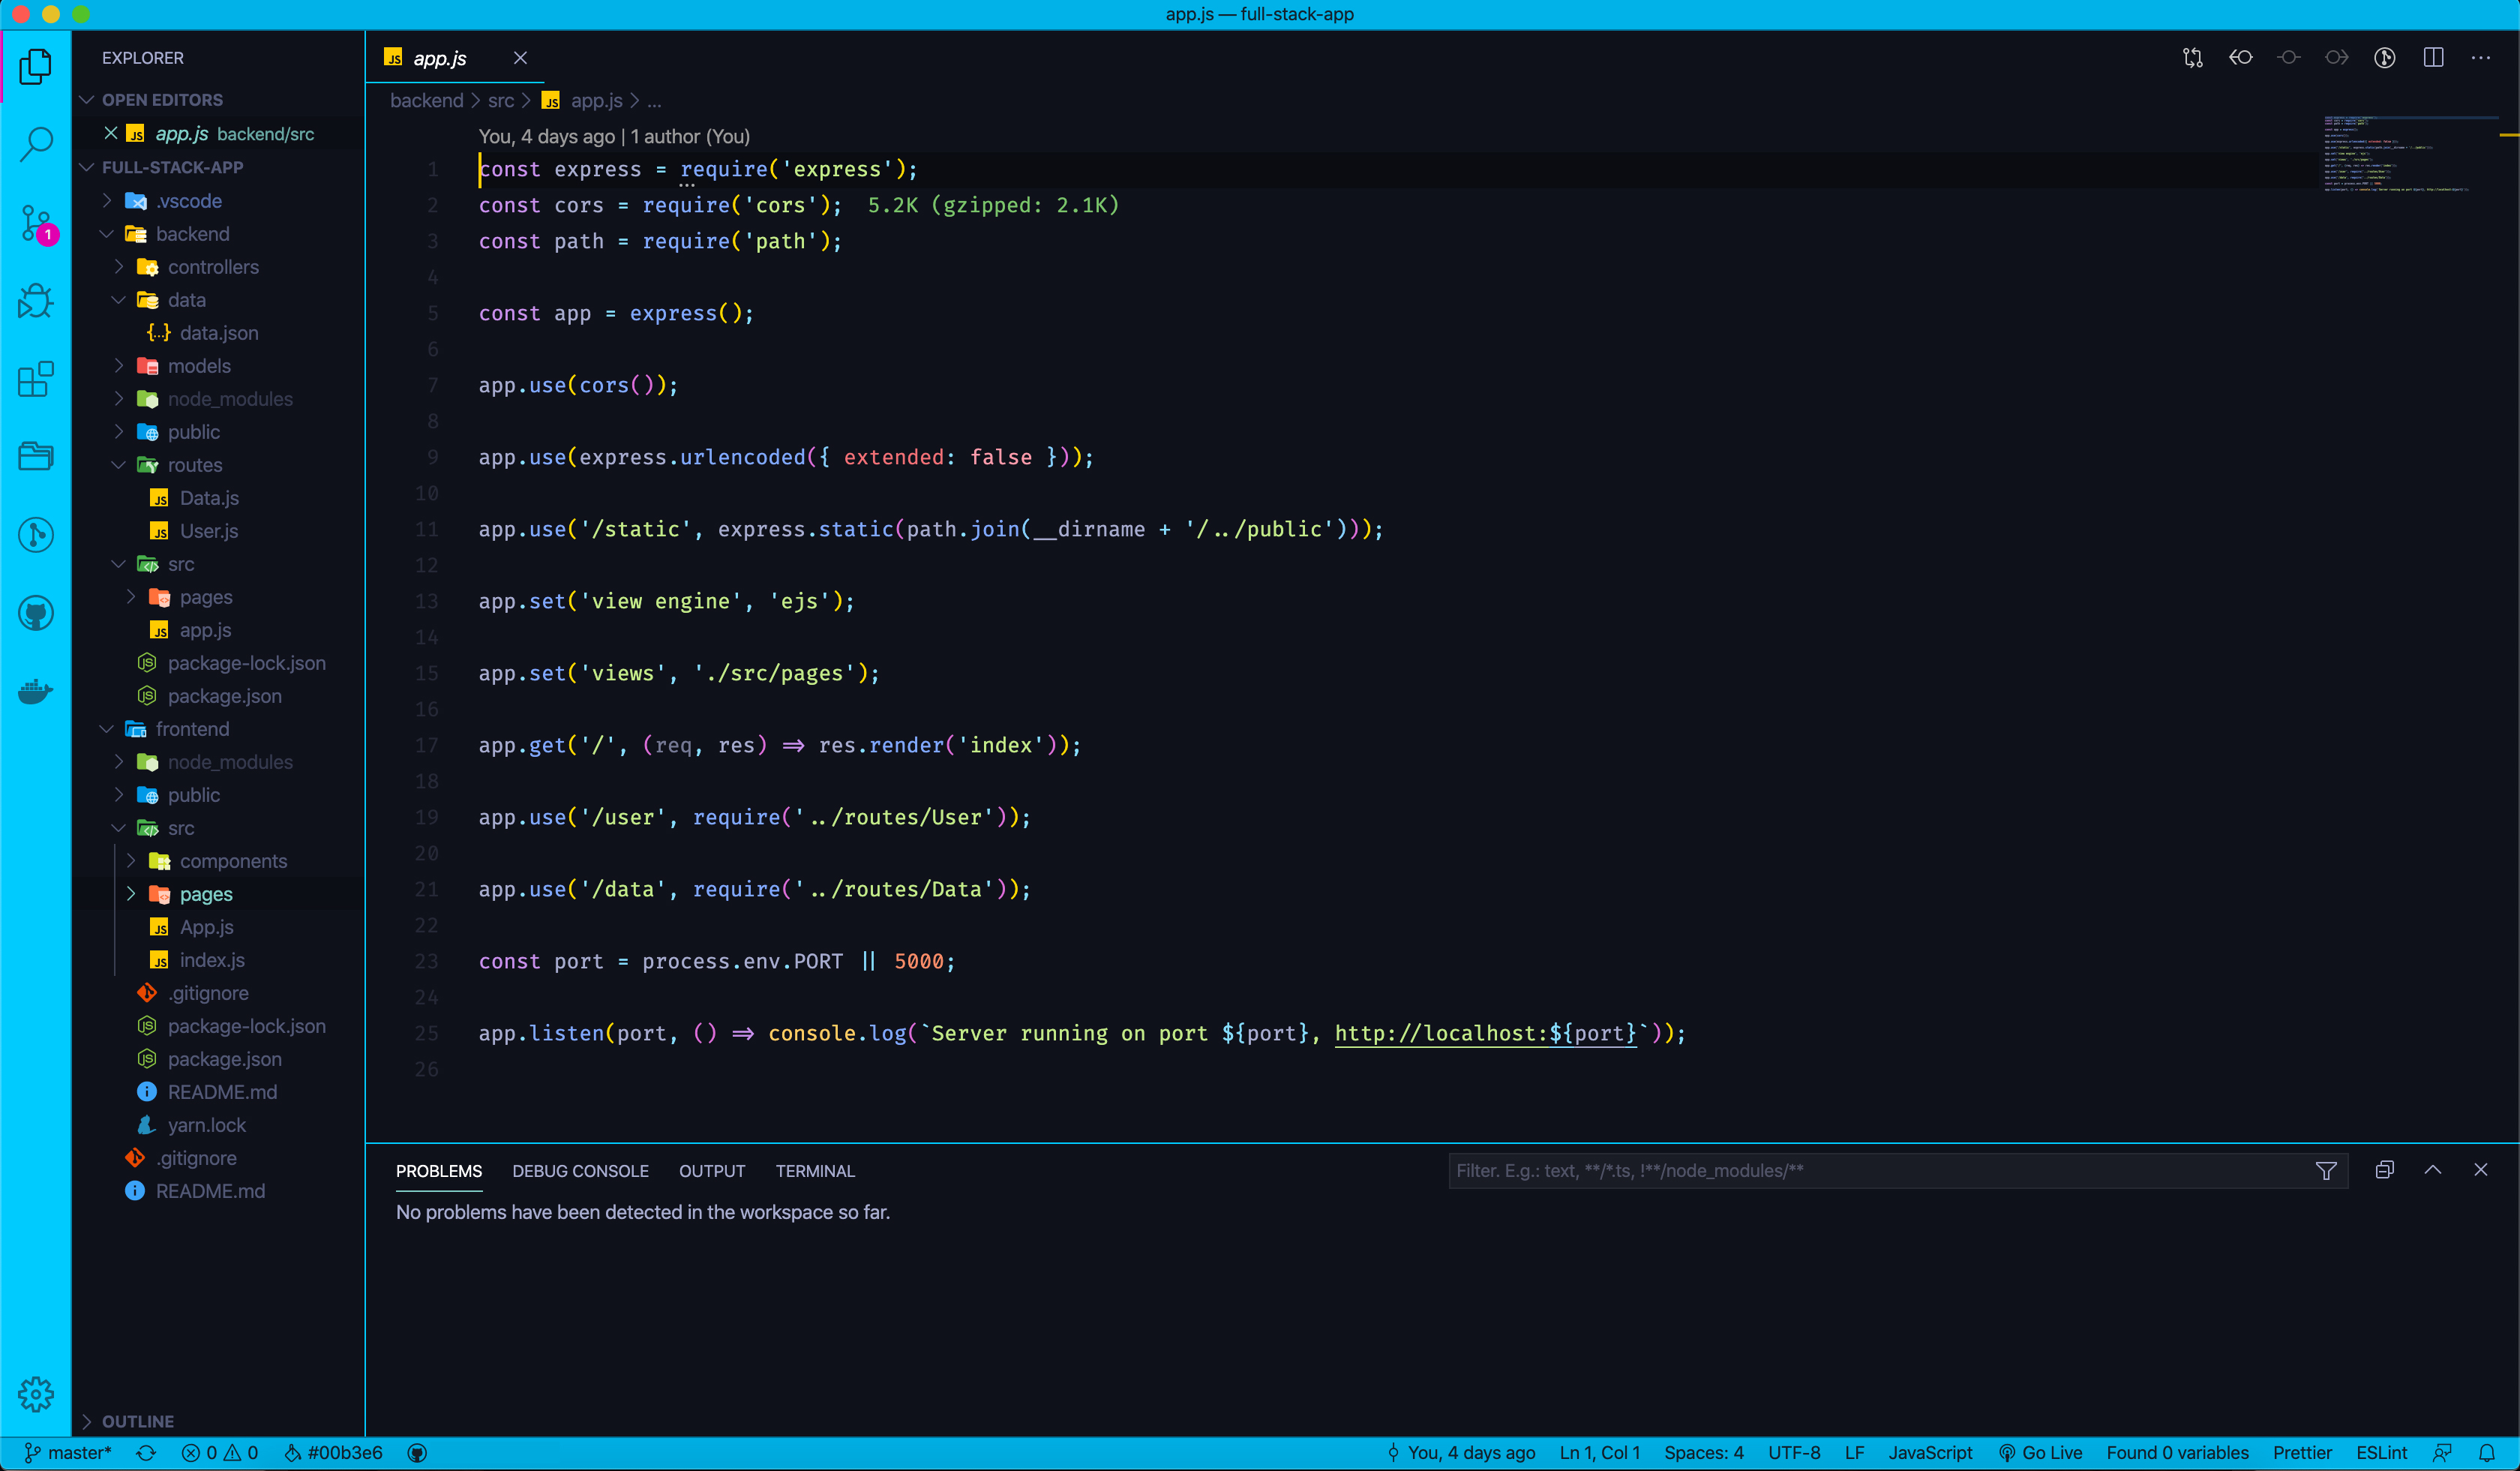 app.js — full-stack-app
EXPLORER
OPEN EDITORS
app.js backend/src
FULL-STACK-APP
.vscode
backend
controllers
data
data.json
models
node_modules
public
routes
Data.js
User.js
src
pages
app.js
package-lock.json
package.json
frontend
node_modules
public
src
components
pages
App.js
index.js
.gitignore
package-lock.json
package.json
README.md
yarn.lock
.gitignore
README.md
OUTLINE
1
app.js
backend > src > app.js > ...
You, 4 days ago | 1 author (You)
1 const express = require('express');
2 const cors = require('cors'); 5.2K (gzipped: 2.1K)
3 const path = require('path');
4
5 const app = express();
6
7 app.use(cors());
8
9 app.use(express.urlencoded({ extended: false }));
10
11 app.use('/static', express.static(path.join(__dirname + '/../public')));
12
13 app.set('view engine', 'ejs');
14
15 app.set('views', './src/pages');
16
17 app.get('/', (req, res) => res.render('index'));
18
19 app.use('/user', require('../routes/User'));
20
21 app.use('/data', require('../routes/Data'));
22
23 const port = process.env.PORT || 5000;
24
25 app.listen(port, () => console.log(`Server running on port ${port}, http://localhost:${port}`));
26
PROBLEMS DEBUG CONSOLE OUTPUT TERMINAL
Filter. E.g.: text, **/*.ts, !**/node_modules/**
No problems have been detected in the workspace so far.
master* 0 0 #00b3e6
You, 4 days ago Ln 1, Col 1 Spaces: 4 UTF-8 LF JavaScript Go Live Found 0 variables Prettier ESLint